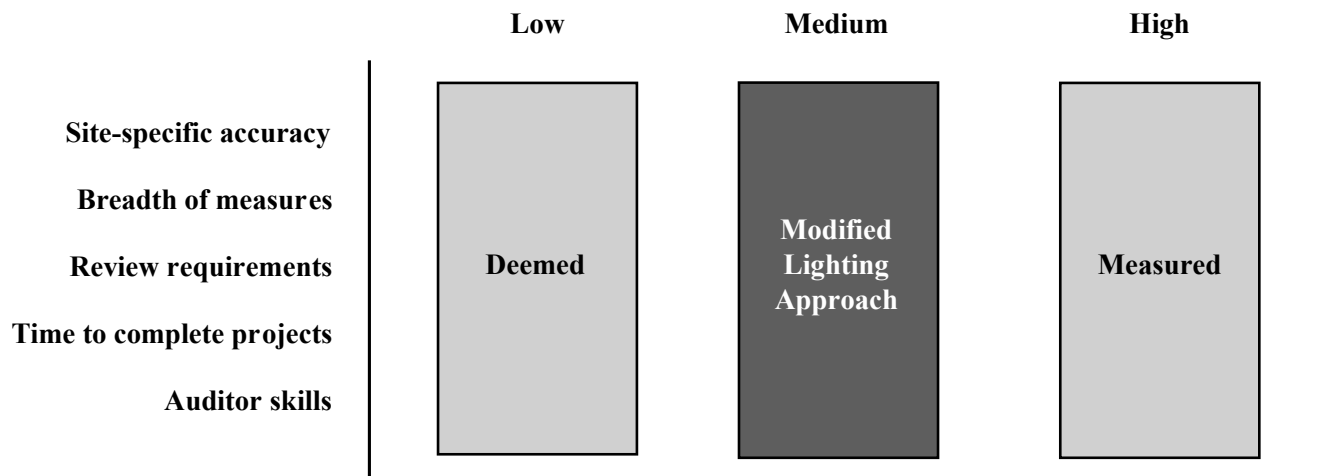 Low Medium High
Site-specific accuracy
Breadth of measures
Review requirements
Time to complete projects
Auditor skills
Deemed
Modified
Lighting
Approach
Measured